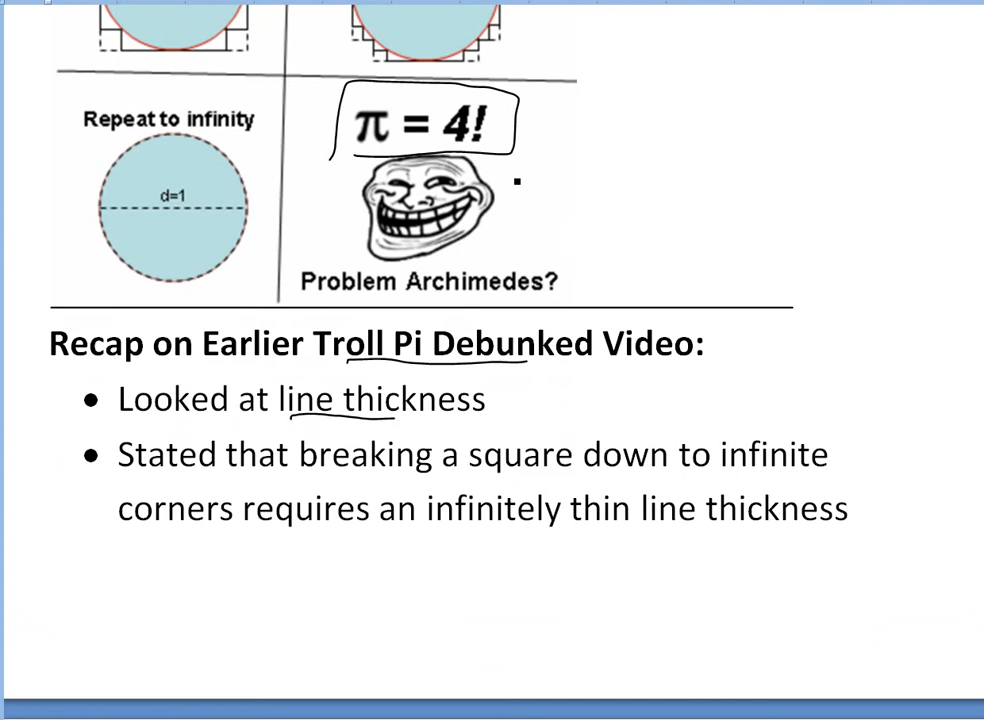 Repeat to infinity
π = 4!
d=1
Problem Archimedes?
Recap on Earlier Troll Pi Debunked Video:
• Looked at line thickness
• Stated that breaking a square down to infinite
corners requires an infinitely thin line thickness